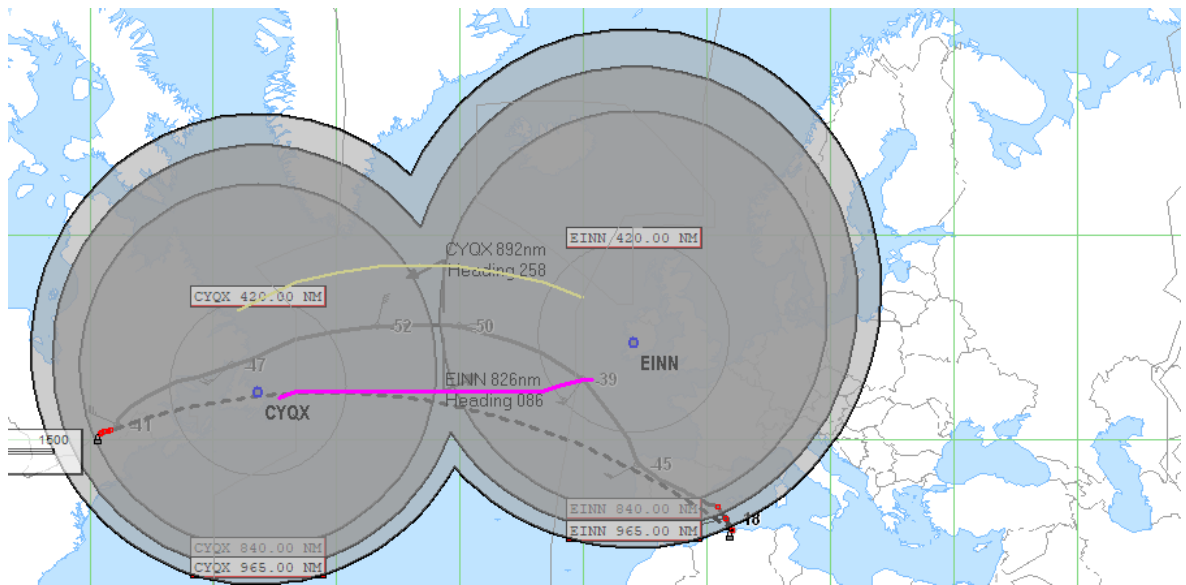 EINN 420.00 NM
CYQX 892nm
Heading 258
CYQX 420.00 NM
-52
-50
EINN
-47
EINN 826nm
Heading 086
-39
CYQX
-41
1500
-45
EINN 840.00 NM
EINN 965.00 NM
CYQX 840.00 NM
CYQX 965.00 NM